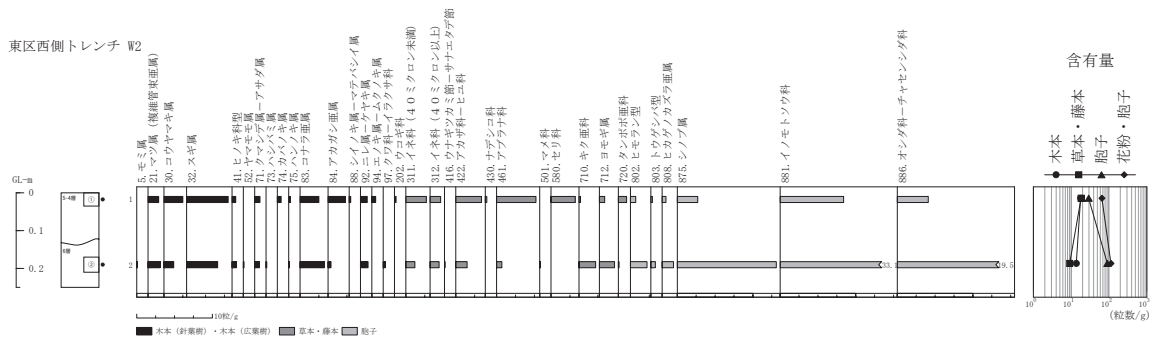 東区西側トレンチ W2
5. モミ属
21. マツ属 (複維管束亜属)
30. コウヤマキ属
32. スギ属
41. ヒノキ科型
52. ヤマモモ属
71. クマシデ属－アサダ属
73. ハシバミ属
74. カバノキ属
75. ハンノキ属
83. コナラ亜属
84. アカガシ亜属
88. シイノキ属－マテバシイ属
92. ニレ属－ケヤキ属
94. エノキ属－ムクノキ属
97. クワ科－イラクサ科
202. ウコギ科
311. イネ科 (４０ミクロン未満)
312. イネ科 (４０ミクロン以上)
416. ウナギツカミ節－サナエタデ節
422. アカザ科－ヒユ科
430. ナデシコ科
461. アブラナ科
501. マメ科
580. セリ科
710. キク亜科
712. ヨモギ属
720. タンポポ亜科
802. ヒモラン型
803. トウゲシバ型
808. ヒカゲノカズラ亜属
875. シノブ属
881. イノモトソウ科
886. オシダ科－チャセンシダ科
含有量
木本
草本・藤本
胞子
花粉・胞子
GL-m
0
0.1
0.2
5-4層
①
6層
②
1
2
33.1
9.5
10粒/g
木本 (針葉樹) ・木本 (広葉樹)
草本・藤本
胞子
10⁰
10¹
10²
10³
(粒数/g)